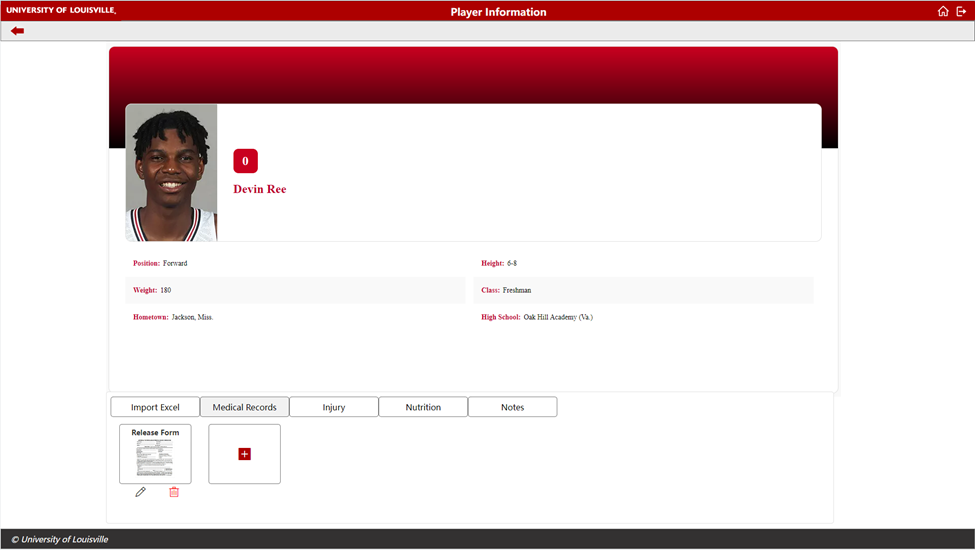 UNIVERSITY OF LOUISVILLE.
Player Information
0
Devin Ree
Position: Forward
Height: 6-8
Weight: 180
Class: Freshman
Hometown: Jackson, Miss.
High School: Oak Hill Academy (Va.)
Import Excel
Medical Records
Injury
Nutrition
Notes
Release Form
© University of Louisville